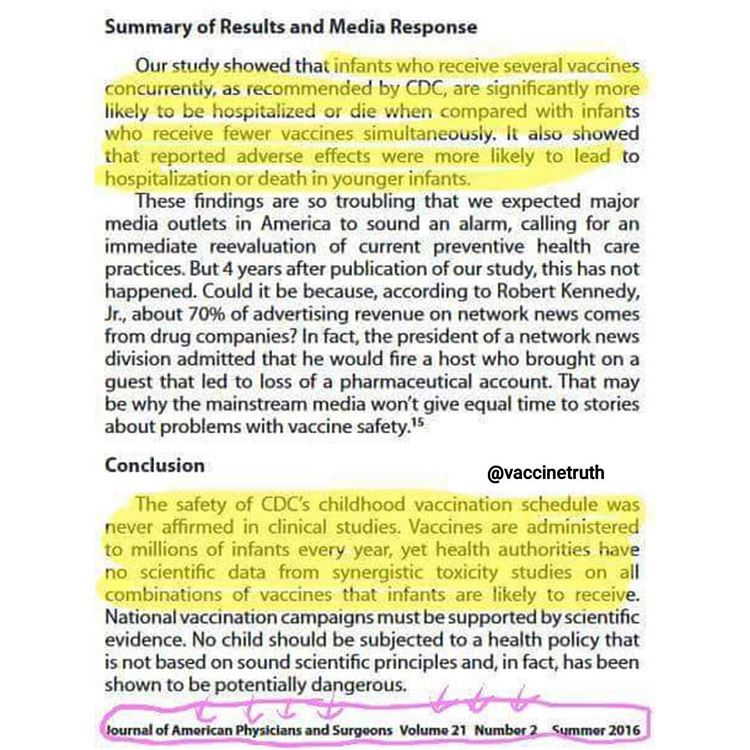 Summary of Results and Media Response
Our study showed that infants who receive several vaccines
concurrently, as recommended by CDC, are significantly more
likely to be hospitalized or die when compared with infants
who receive fewer vaccines simultaneously. It also showed
that reported adverse effects were more likely to lead to
hospitalization or death in younger infants.
These findings are so troubling that we expected major
media outlets in America to sound an alarm, calling for an
immediate reevaluation of current preventive health care
practices. But 4 years after publication of our study, this has not
happened. Could it be because, according to Robert Kennedy,
Jr., about 70% of advertising revenue on network news comes
from drug companies? In fact, the president of a network news
division admitted that he would fire a host who brought on a
guest that led to loss of a pharmaceutical account. That may
be why the mainstream media won't give equal time to stories
about problems with vaccine safety.¹⁵
Conclusion
@vaccinetruth
The safety of CDC's childhood vaccination schedule was
never affirmed in clinical studies. Vaccines are administered
to millions of infants every year, yet health authorities have
no scientific data from synergistic toxicity studies on all
combinations of vaccines that infants are likely to receive.
National vaccination campaigns must be supported by scientific
evidence. No child should be subjected to a health policy that
is not based on sound scientific principles and, in fact, has been
shown to be potentially dangerous.
Journal of American Physicians and Surgeons Volume 21 Number 2 Summer 2016